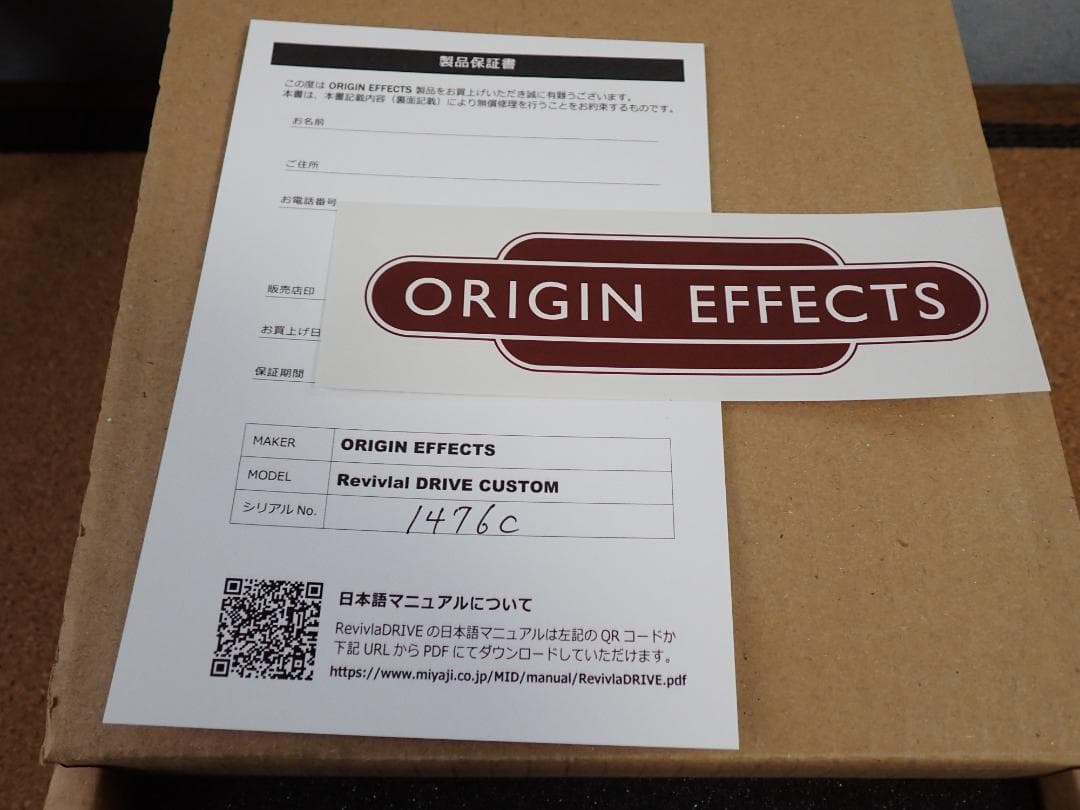 製品保証書
この度は ORIGIN EFFECTS 製品をお買上げいただき誠に有難うございます。
本書は、本書記載内容（裏面記載）により無償修理を行うことをお約束するものです。
お名前
ご住所
お電話番号
ORIGIN EFFECTS
販売店印
お買上げ日
保証期間
MAKER ORIGIN EFFECTS
MODEL Revivlal DRIVE CUSTOM
シリアル No. 1476C
日本語マニュアルについて
RevivlaDRIVE の日本語マニュアルは左記の QR コードか
下記 URL から PDF にてダウンロードしていただけます。
https://www.miyaji.co.jp/MID/manual/RevivlaDRIVE.pdf